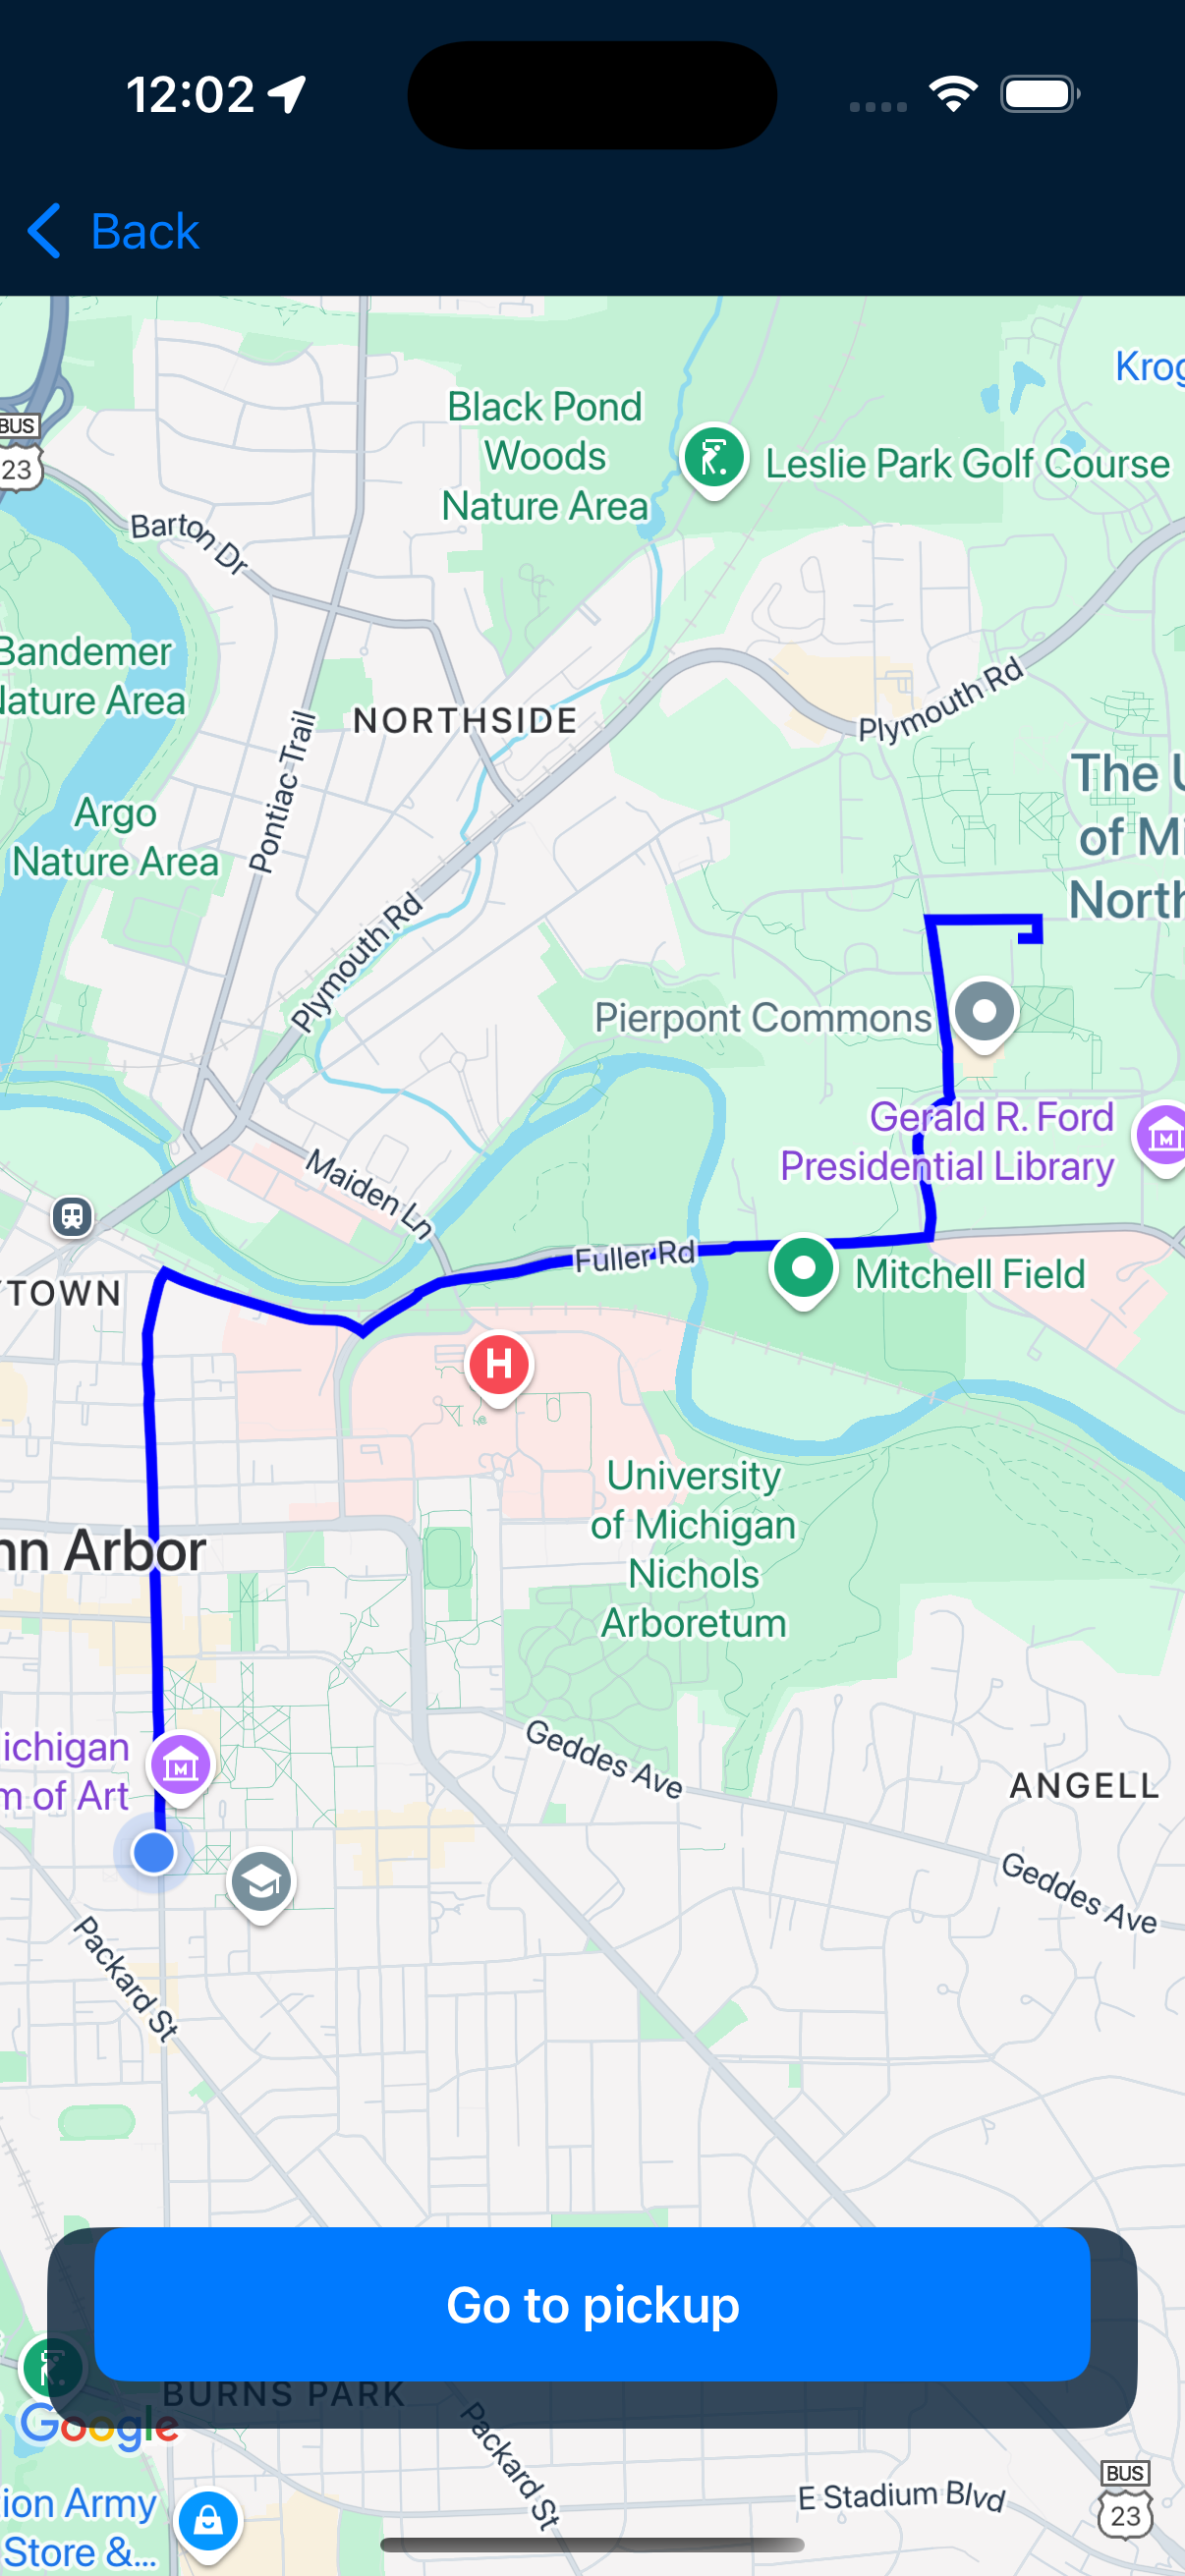 12:02
Back
Krog
BUS
23
Black Pond
Woods
Nature Area
Leslie Park Golf Course
Barton Dr
Bandemer
Nature Area
NORTHSIDE
Plymouth Rd
Pontiac Trail
The U
of Mi
North
Argo
Nature Area
Plymouth Rd
Pierpont Commons
Gerald R. Ford
Presidential Library
Maiden Ln
Fuller Rd
Mitchell Field
YTOWN
H
University
of Michigan
Nichols
Arboretum
nn Arbor
Geddes Ave
ichigan
m of Art
ANGELL
Geddes Ave
Packard St
Go to pickup
BURNS PARK
Google
Packard St
E Stadium Blvd
BUS
23
tion Army
Store &...